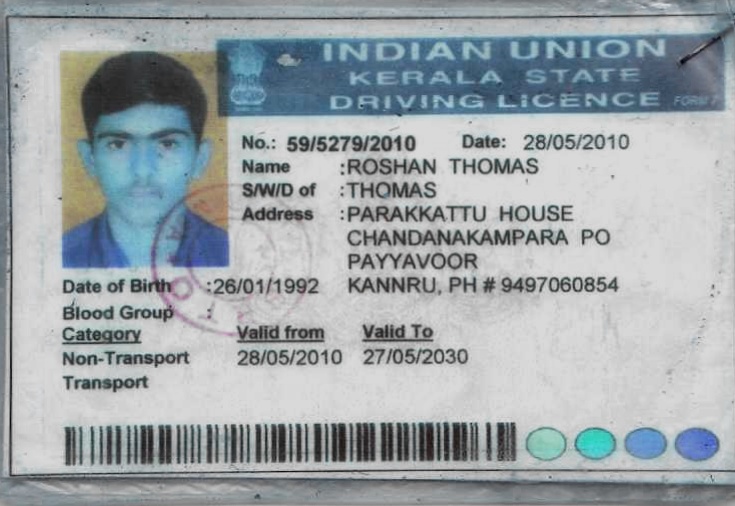 INDIAN UNION
KERALA STATE
DRIVING LICENCE FORM 7
No.: 59/5279/2010 Date: 28/05/2010
Name :ROSHAN THOMAS
S/W/D of :THOMAS
Address :PARAKKATTU HOUSE
CHANDANAKAMPARA PO
PAYYAVOOR
Date of Birth :26/01/1992 KANNRU, PH # 9497060854
Blood Group :
Category Valid from Valid To
Non-Transport 28/05/2010 27/05/2030
Transport